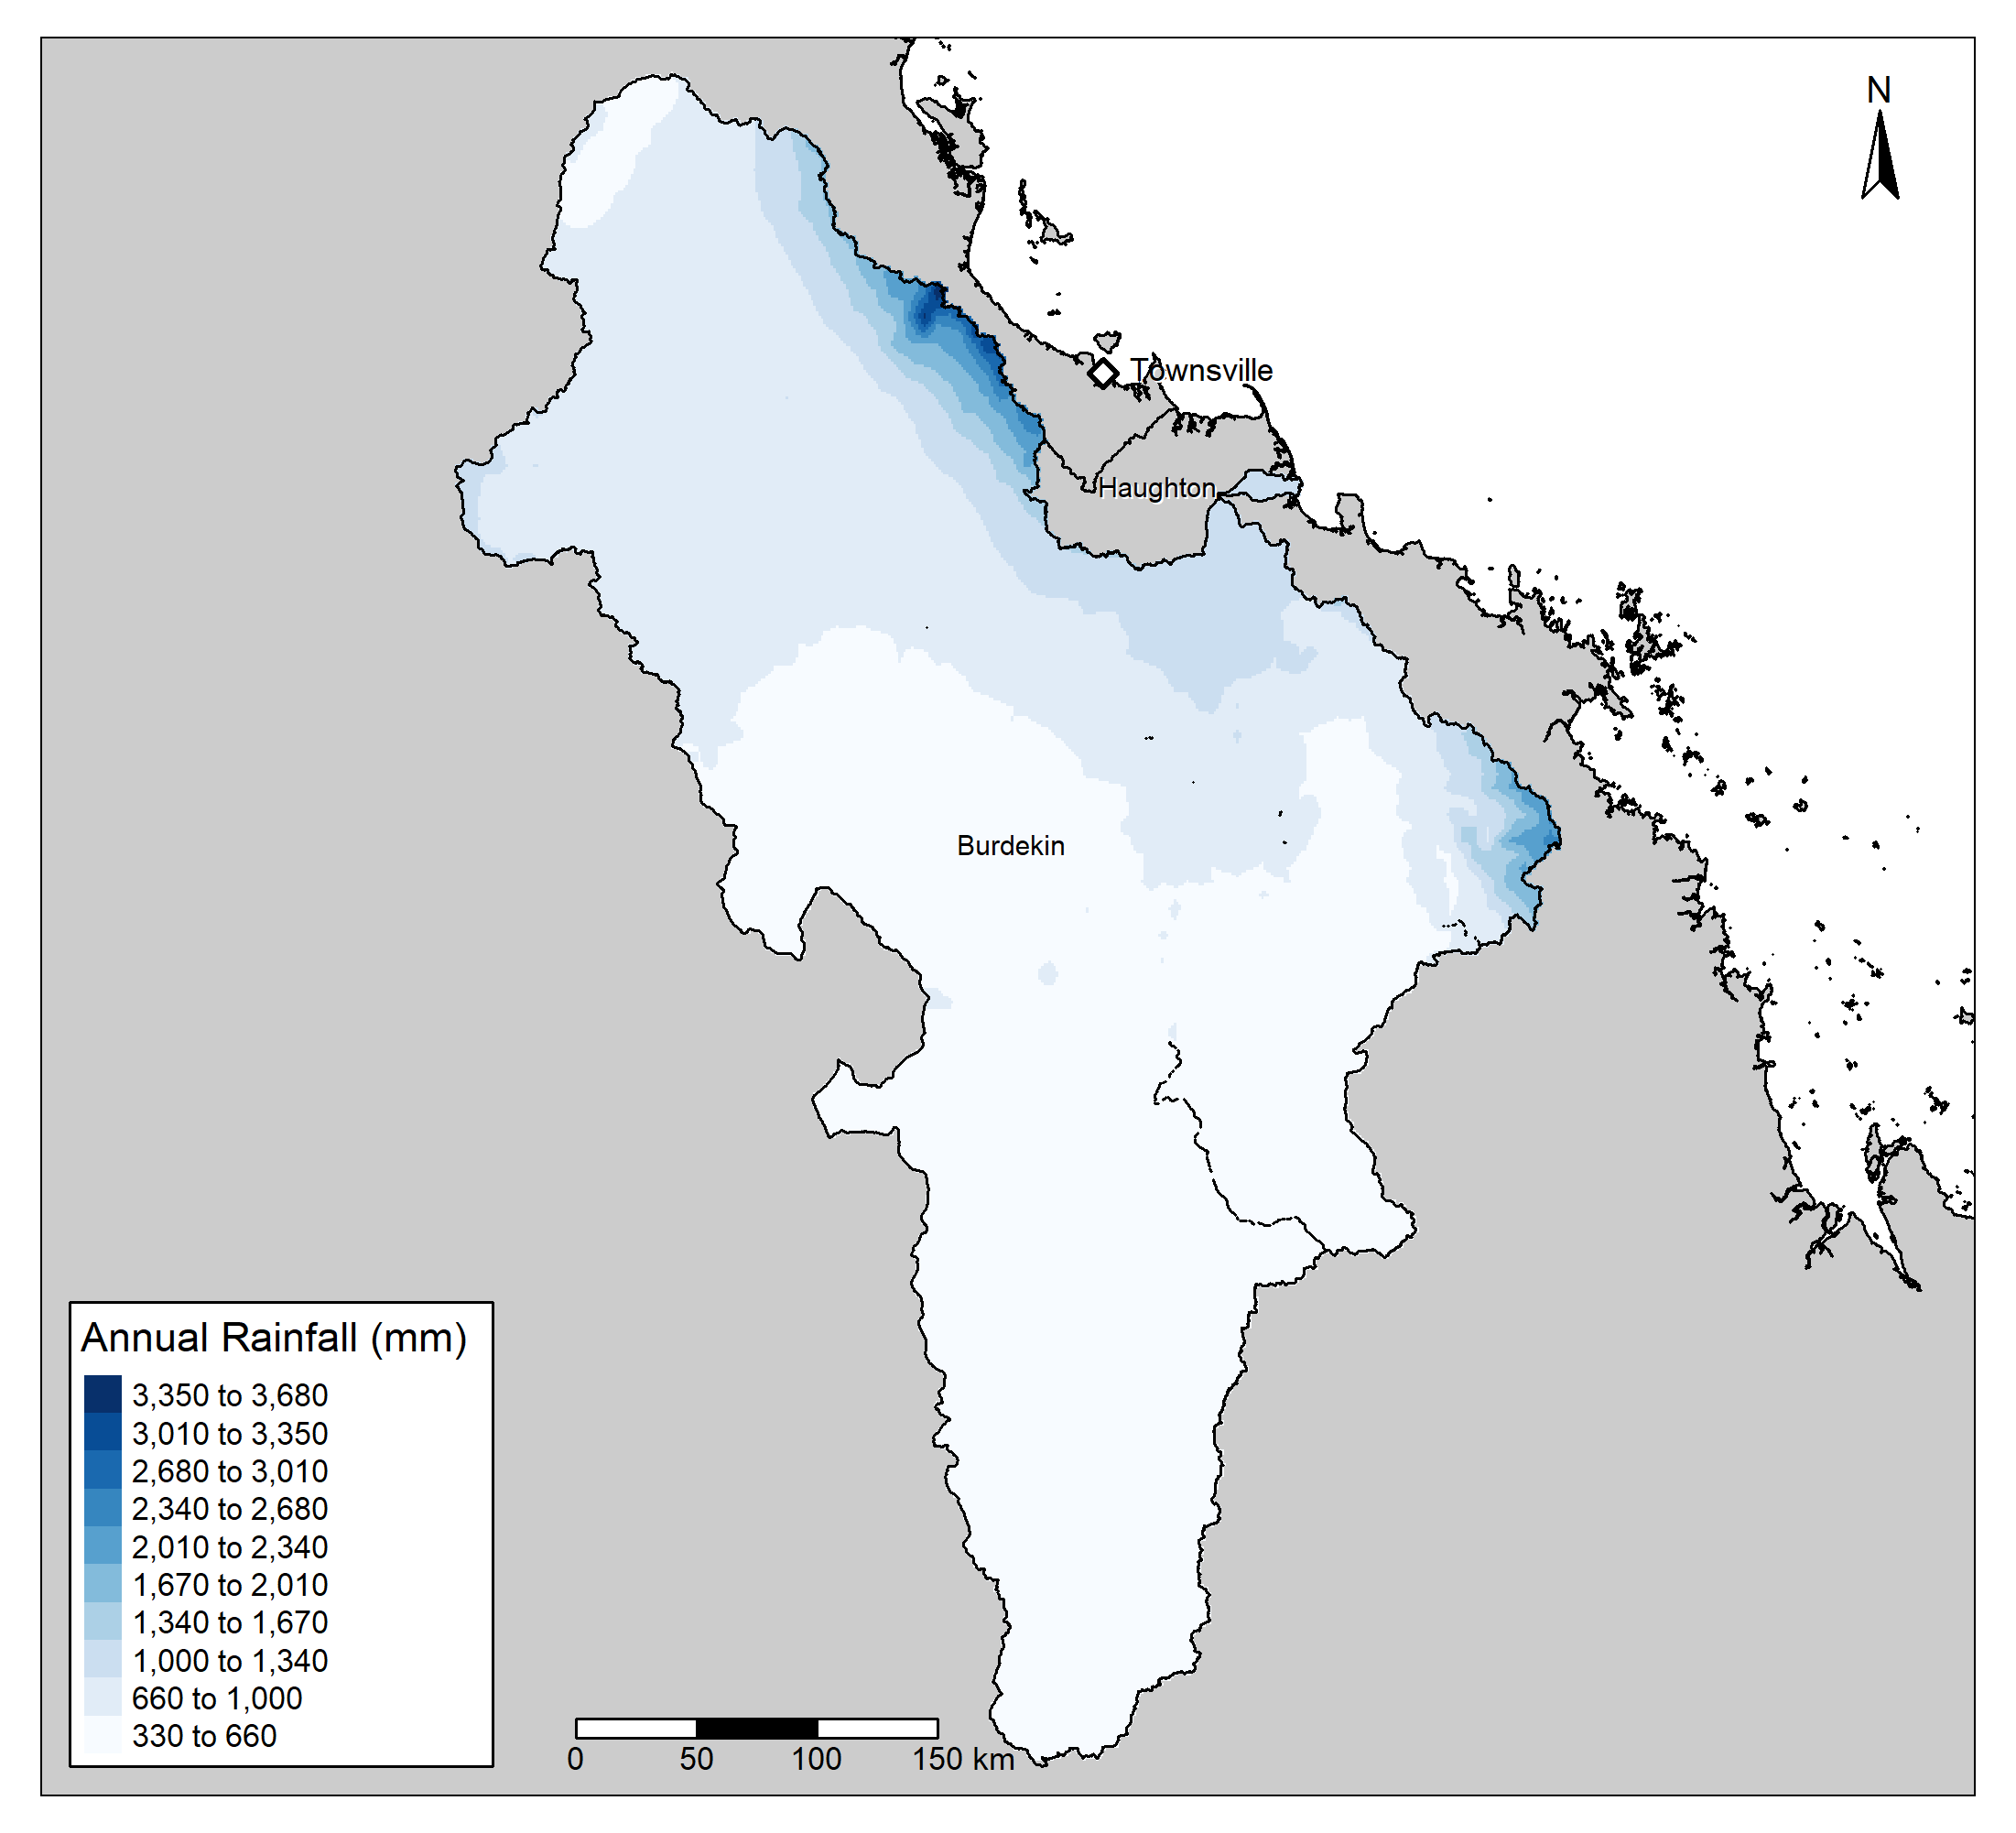 N
Townsville
Haughton
Burdekin
Annual Rainfall (mm)
3,350 to 3,680
3,010 to 3,350
2,680 to 3,010
2,340 to 2,680
2,010 to 2,340
1,670 to 2,010
1,340 to 1,670
1,000 to 1,340
660 to 1,000
330 to 660
0 50 100 150 km